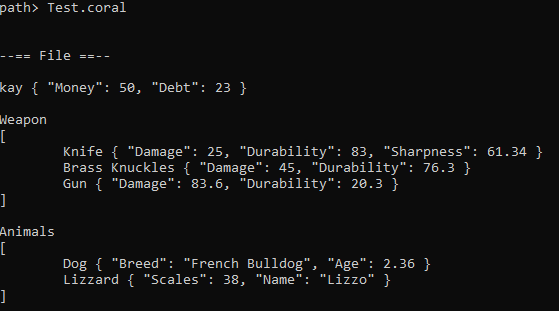 path> Test.coral
--== File ==--
kay { "Money": 50, "Debt": 23 }
Weapon
[
Knife { "Damage": 25, "Durability": 83, "Sharpness": 61.34 }
Brass Knuckles { "Damage": 45, "Durability": 76.3 }
Gun { "Damage": 83.6, "Durability": 20.3 }
]
Animals
[
Dog { "Breed": "French Bulldog", "Age": 2.36 }
Lizzard { "Scales": 38, "Name": "Lizzo" }
]